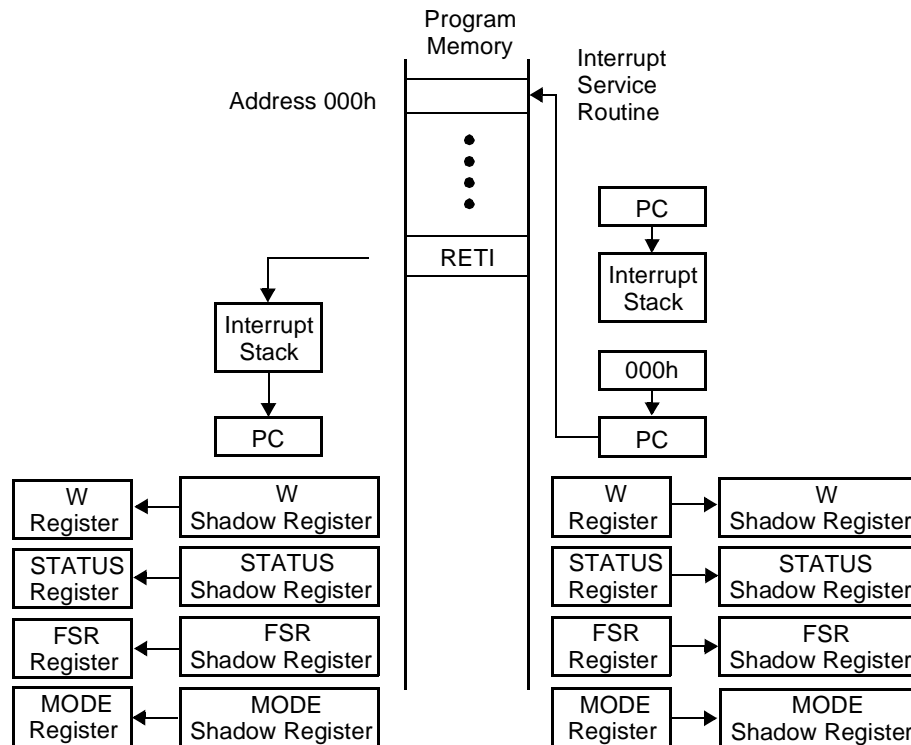 Program
Memory
Interrupt
Service
Routine
Address 000h
PC
RETI
Interrupt
Stack
Interrupt
Stack
000h
PC
PC
W
Register
W
Shadow Register
W
Register
W
Shadow Register
STATUS
Register
STATUS
Shadow Register
STATUS
Register
STATUS
Shadow Register
FSR
Register
FSR
Shadow Register
FSR
Register
FSR
Shadow Register
MODE
Register
MODE
Shadow Register
MODE
Register
MODE
Shadow Register